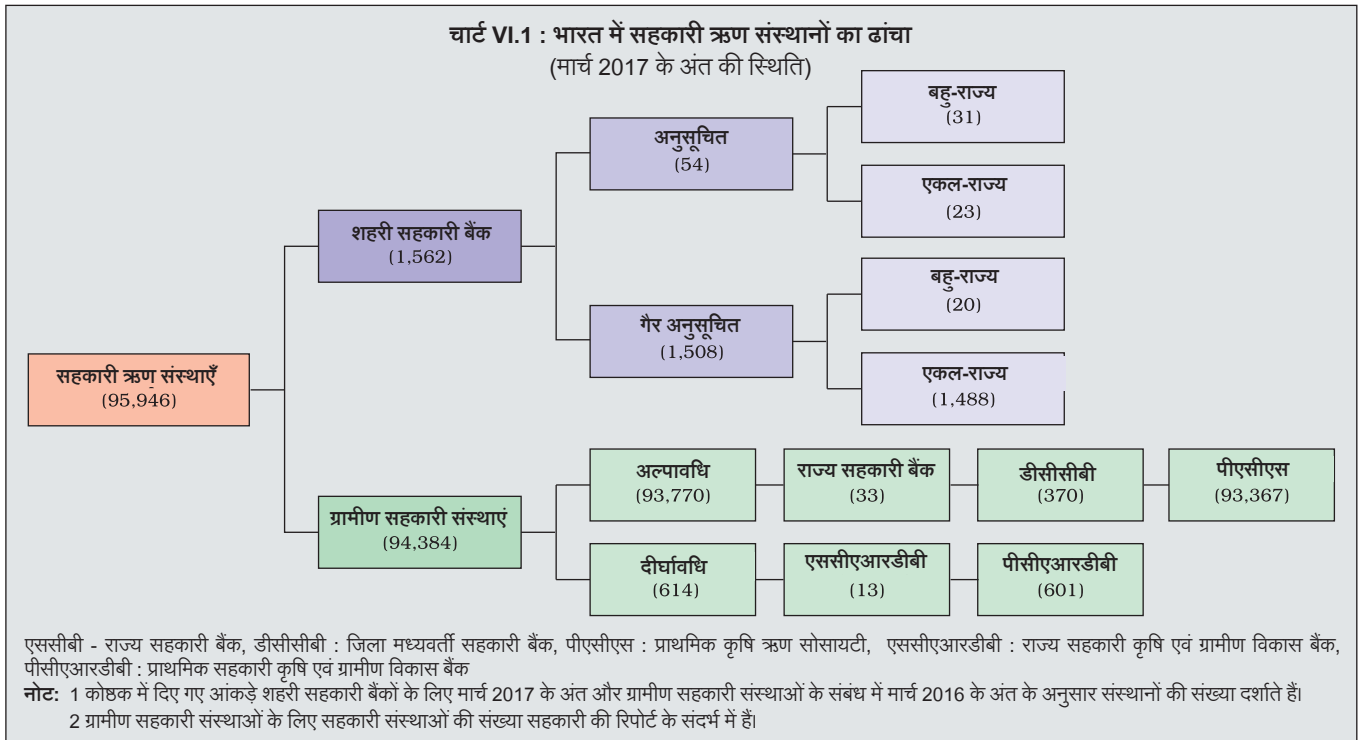 चार्ट VI.1 : भारत में सहकारी ऋण संस्थानों का ढांचा
(मार्च 2017 के अंत की स्थिति)
सहकारी ऋण संस्थाएँ
(95,946)
शहरी सहकारी बैंक
(1,562)
अनुसूचित
(54)
बहु-राज्य
(31)
एकल-राज्य
(23)
गैर अनुसूचित
(1,508)
बहु-राज्य
(20)
एकल-राज्य
(1,488)
ग्रामीण सहकारी संस्थाएं
(94,384)
अल्पावधि
(93,770)
राज्य सहकारी बैंक
(33)
डीसीसीबी
(370)
पीएसीएस
(93,367)
दीर्घावधि
(614)
एससीएआरडीबी
(13)
पीसीएआरडीबी
(601)
एससीबी - राज्य सहकारी बैंक, डीसीसीबी : जिला मध्यवर्ती सहकारी बैंक, पीएसीएस : प्राथमिक कृषि ऋण सोसायटी, एससीएआरडीबी : राज्य सहकारी कृषि एवं ग्रामीण विकास बैंक,
पीसीएआरडीबी : प्राथमिक सहकारी कृषि एवं ग्रामीण विकास बैंक
नोट: 1 कोष्ठक में दिए गए आंकड़े शहरी सहकारी बैंकों के लिए मार्च 2017 के अंत और ग्रामीण सहकारी संस्थाओं के संबंध में मार्च 2016 के अंत के अनुसार संस्थानों की संख्या दर्शाते हैं।
2 ग्रामीण सहकारी संस्थाओं के लिए सहकारी संस्थाओं की संख्या सहकारी की रिपोर्ट के संदर्भ में हैं।